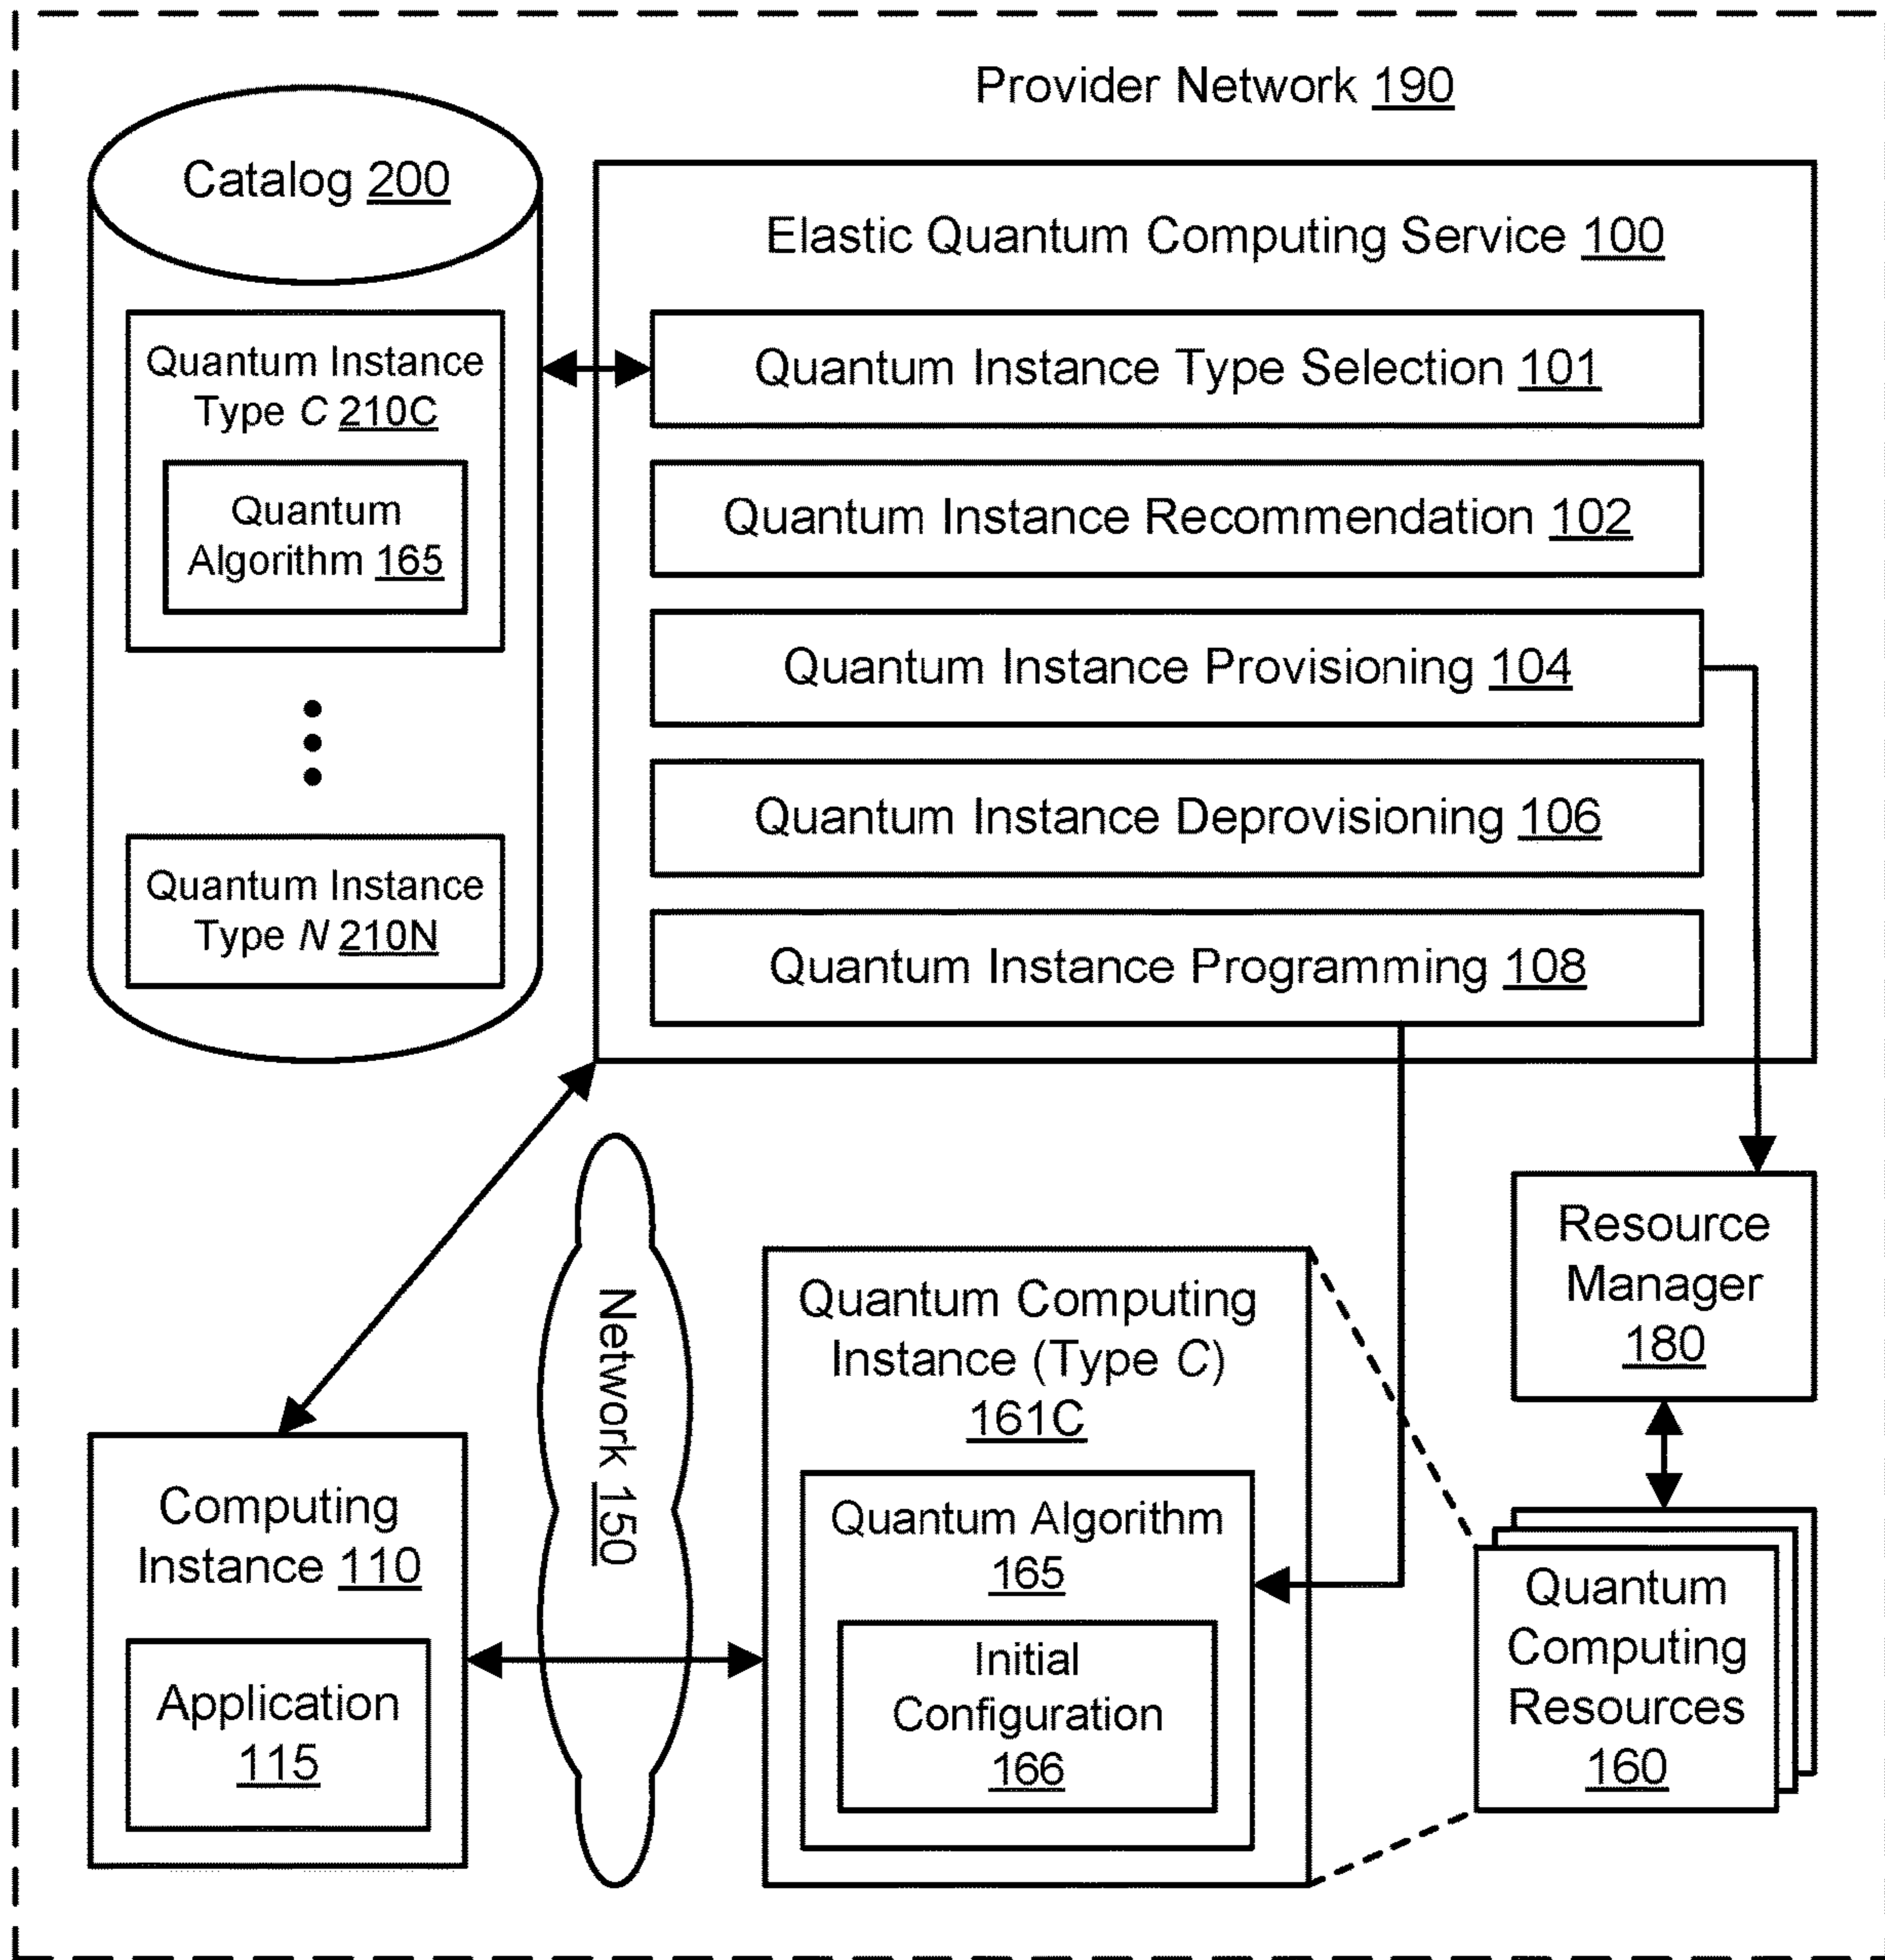 Provider Network 190
Catalog 200
Quantum Instance
Type C 210C
Quantum
Algorithm 165
Quantum Instance
Type N 210N
Elastic Quantum Computing Service 100
Quantum Instance Type Selection 101
Quantum Instance Recommendation 102
Quantum Instance Provisioning 104
Quantum Instance Deprovisioning 106
Quantum Instance Programming 108
Computing
Instance 110
Application
115
Network 150
Quantum Computing
Instance (Type C)
161C
Quantum Algorithm
165
Initial
Configuration
166
Resource
Manager
180
Quantum
Computing
Resources
160